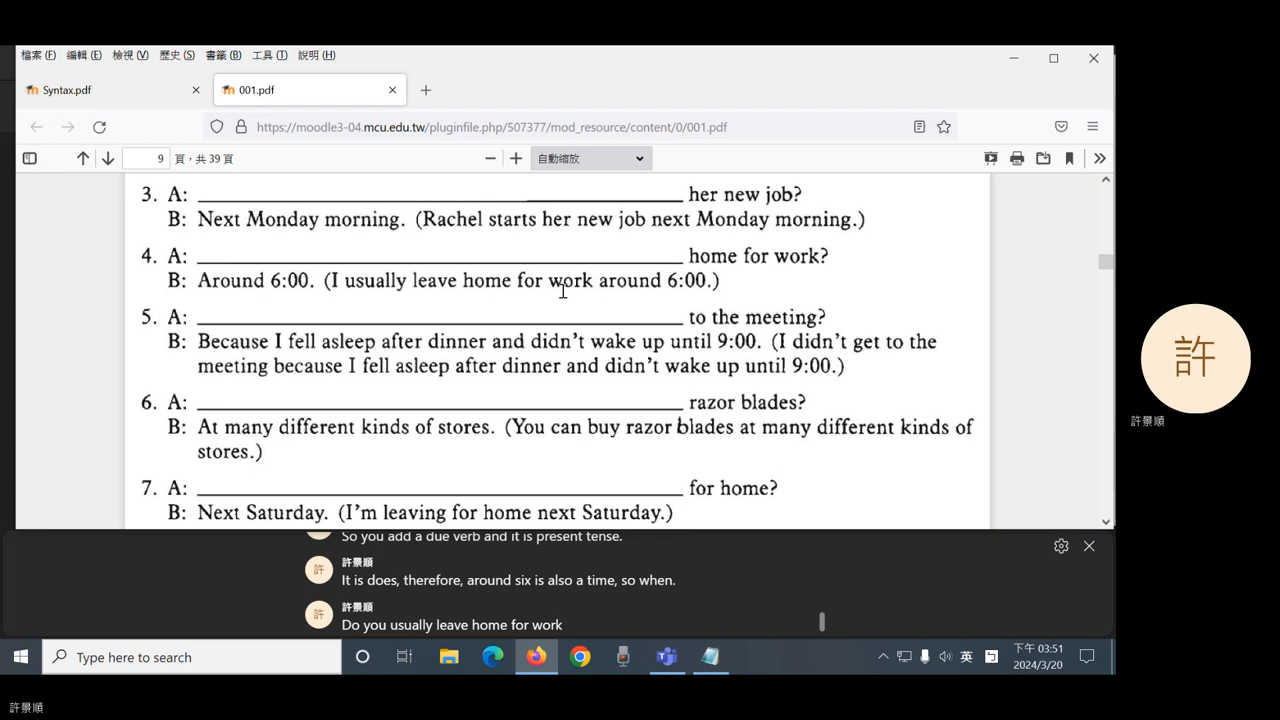 檔案 (F) 編輯 (E) 檢視 (V) 歷史 (S) 書籤 (B) 工具 (T) 說明 (H)
Syntax.pdf
001.pdf
https://moodle3-04.mcu.edu.tw/pluginfile.php/507377/mod_resource/content/0/001.pdf
9 頁，共 39 頁
自動縮放
3. A: ______________________________ her new job?
B: Next Monday morning. (Rachel starts her new job next Monday morning.)
4. A: ______________________________ home for work?
B: Around 6:00. (I usually leave home for work around 6:00.)
5. A: ______________________________ to the meeting?
B: Because I fell asleep after dinner and didn't wake up until 9:00. (I didn't get to the
meeting because I fell asleep after dinner and didn't wake up until 9:00.)
6. A: ______________________________ razor blades?
B: At many different kinds of stores. (You can buy razor blades at many different kinds of
stores.)
7. A: ______________________________ for home?
B: Next Saturday. (I'm leaving for home next Saturday.)
許
許景順
So you add a due verb and it is present tense.
許
許景順
It is does, therefore, around six is also a time, so when.
許
許景順
Do you usually leave home for work
Type here to search
英
下午 03:51
2024/3/20
許景順